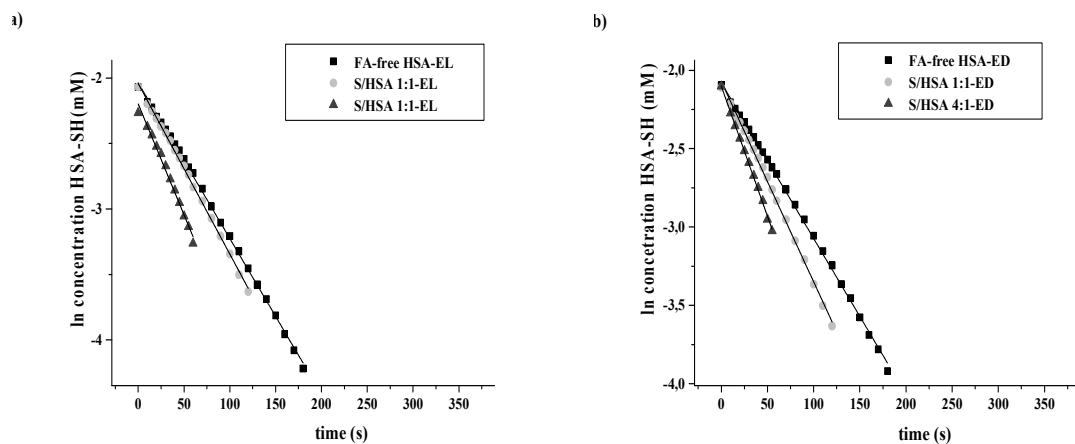 a)
FA-free HSA-EL
S/HSA 1:1-EL
S/HSA 1:1-EL
ln concentration HSA-SH (mM)
-2
-3
-4
0 50 100 150 200 250 300 350
time (s)
b)
FA-free HSA-ED
S/HSA 1:1-ED
S/HSA 4:1-ED
ln concetration HSA-SH (mM)
-2,0
-2,5
-3,0
-3,5
-4,0
0 50 100 150 200 250 300 350
time (s)